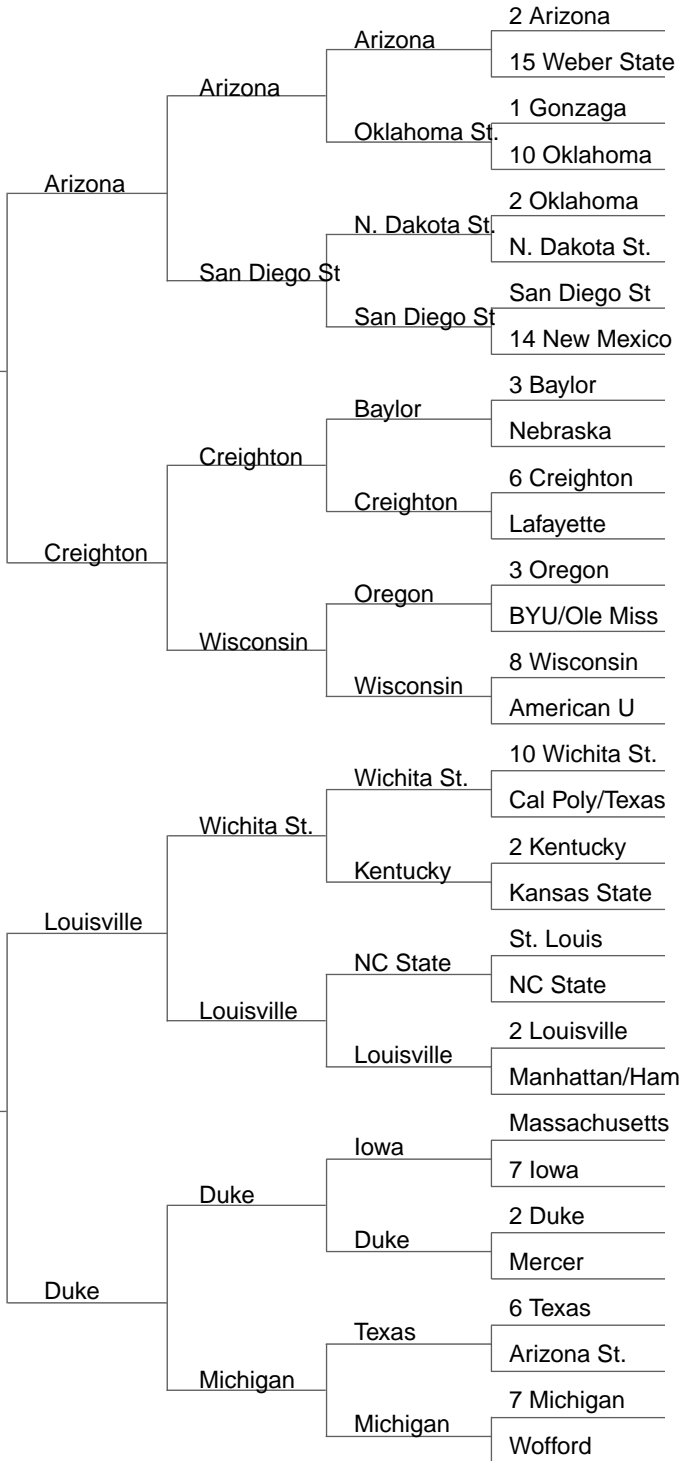 2 Arizona
Arizona
15 Weber State
Arizona
1 Gonzaga
Oklahoma St.
10 Oklahoma
Arizona
2 Oklahoma
N. Dakota St.
N. Dakota St.
San Diego St
San Diego St
San Diego St
14 New Mexico
3 Baylor
Baylor
Nebraska
Creighton
6 Creighton
Creighton
Lafayette
Creighton
3 Oregon
Oregon
BYU/Ole Miss
Wisconsin
8 Wisconsin
Wisconsin
American U
10 Wichita St.
Wichita St.
Cal Poly/Texas
Wichita St.
2 Kentucky
Kentucky
Kansas State
Louisville
St. Louis
NC State
NC State
Louisville
2 Louisville
Louisville
Manhattan/Ham
Massachusetts
Iowa
7 Iowa
Duke
2 Duke
Duke
Mercer
Duke
6 Texas
Texas
Arizona St.
Michigan
7 Michigan
Michigan
Wofford